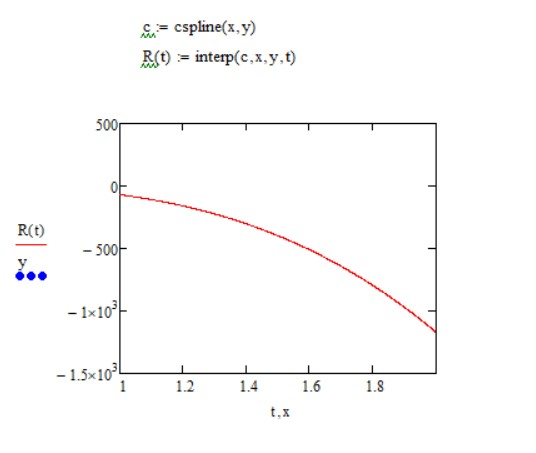 c := cspline(x,y)
R(t) := interp(c,x,y,t)
500
0
R(t)
y
− 500
− 1×10³
− 1.5×10³
1 1.2 1.4 1.6 1.8
t,x